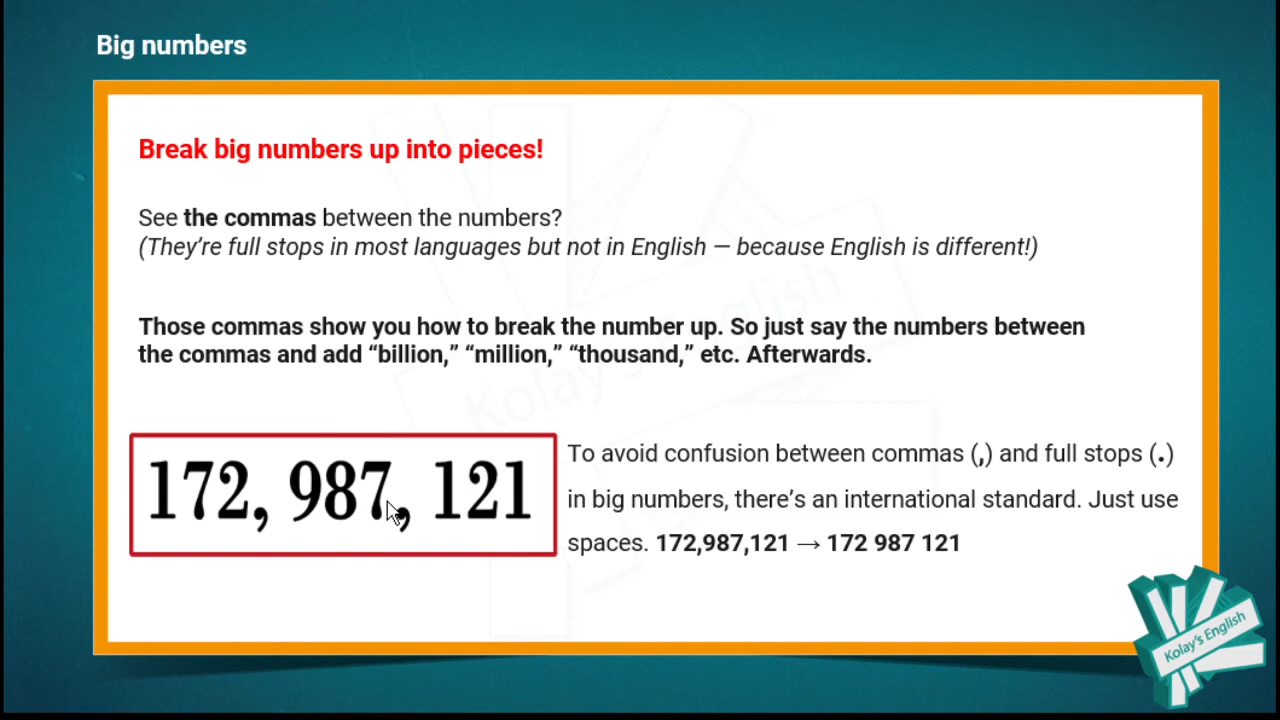 Big numbers
Break big numbers up into pieces!
See the commas between the numbers?
(They’re full stops in most languages but not in English — because English is different!)
Those commas show you how to break the number up. So just say the numbers between
the commas and add “billion,” “million,” “thousand,” etc. Afterwards.
172, 987, 121
To avoid confusion between commas (,) and full stops (.)
in big numbers, there’s an international standard. Just use
spaces. 172,987,121 → 172 987 121
Kolay's English
Kolay's English